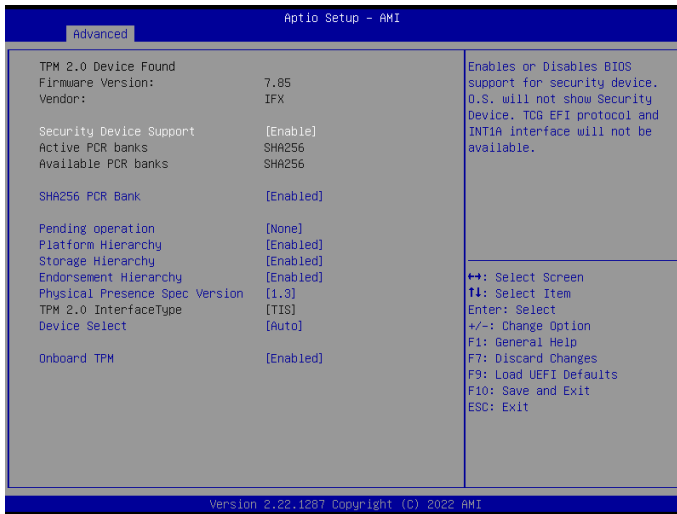 Aptio Setup – AMI
Advanced
TPM 2.0 Device Found
Firmware Version: 7.85
Vendor: IFX
Security Device Support [Enable]
Active PCR banks SHA256
Available PCR banks SHA256
SHA256 PCR Bank [Enabled]
Pending operation [None]
Platform Hierarchy [Enabled]
Storage Hierarchy [Enabled]
Endorsement Hierarchy [Enabled]
Physical Presence Spec Version [1.3]
TPM 2.0 InterfaceType [TIS]
Device Select [Auto]
Onboard TPM [Enabled]
Enables or Disables BIOS
support for security device.
O.S. will not show Security
Device. TCG EFI protocol and
INT1A interface will not be
available.
↔: Select Screen
↑↓: Select Item
Enter: Select
+/-: Change Option
F1: General Help
F7: Discard Changes
F9: Load UEFI Defaults
F10: Save and Exit
ESC: Exit
Version 2.22.1287 Copyright (C) 2022 AMI